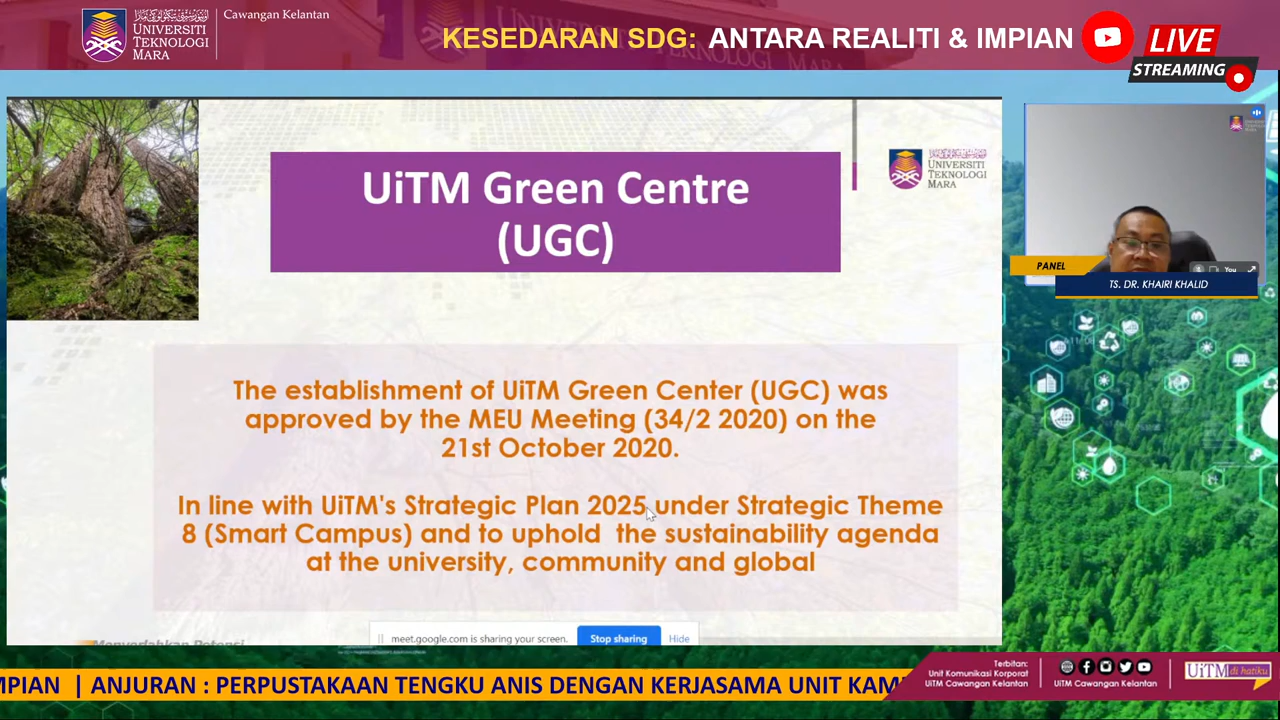 UNIVERSITI
TEKNOLOGI
MARA
Cawangan Kelantan
KESEDARAN SDG: ANTARA REALITI & IMPIAN
LIVE
STREAMING
UiTM Green Centre
(UGC)
UNIVERSITI
TEKNOLOGI
MARA
The establishment of UiTM Green Center (UGC) was
approved by the MEU Meeting (34/2 2020) on the
21st October 2020.
In line with UiTM's Strategic Plan 2025 under Strategic Theme
8 (Smart Campus) and to uphold the sustainability agenda
at the university, community and global
PANEL
TS. DR. KHAIRI KHALID
You
meet.google.com is sharing your screen.
Stop sharing
Hide
MPIAN | ANJURAN : PERPUSTAKAAN TENGKU ANIS DENGAN KERJASAMA UNIT KAM
Terbitan:
Unit Komunikasi Korporat
UiTM Cawangan Kelantan
UiTM Cawangan Kelantan
UiTM di hatiku